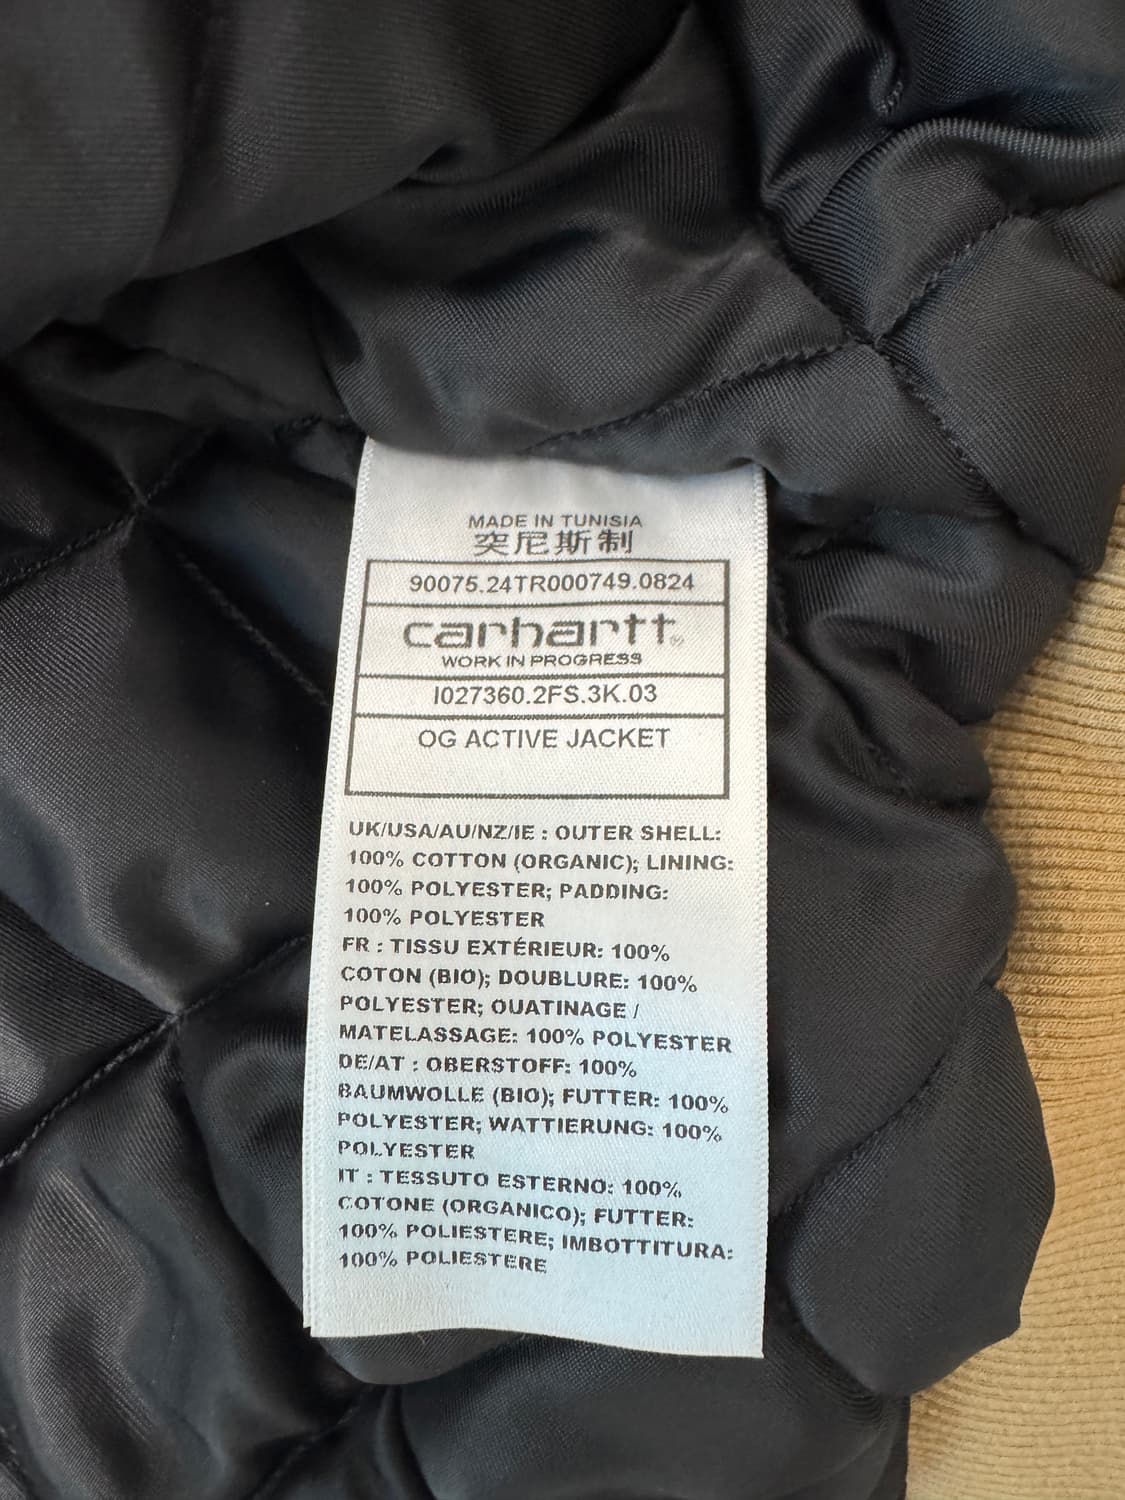 MADE IN TUNISIA
突尼斯制
90075.24TR000749.0824
carhartt®
WORK IN PROGRESS
I027360.2FS.3K.03
OG ACTIVE JACKET
UK/USA/AU/NZ/IE : OUTER SHELL:
100% COTTON (ORGANIC); LINING:
100% POLYESTER; PADDING:
100% POLYESTER
FR : TISSU EXTÉRIEUR: 100%
COTON (BIO); DOUBLURE: 100%
POLYESTER; OUATINAGE /
MATELASSAGE: 100% POLYESTER
DE/AT : OBERSTOFF: 100%
BAUMWOLLE (BIO); FUTTER: 100%
POLYESTER; WATTIERUNG: 100%
POLYESTER
IT : TESSUTO ESTERNO: 100%
COTONE (ORGANICO); FUTTER:
100% POLIESTERE; IMBOTTITURA:
100% POLIESTERE